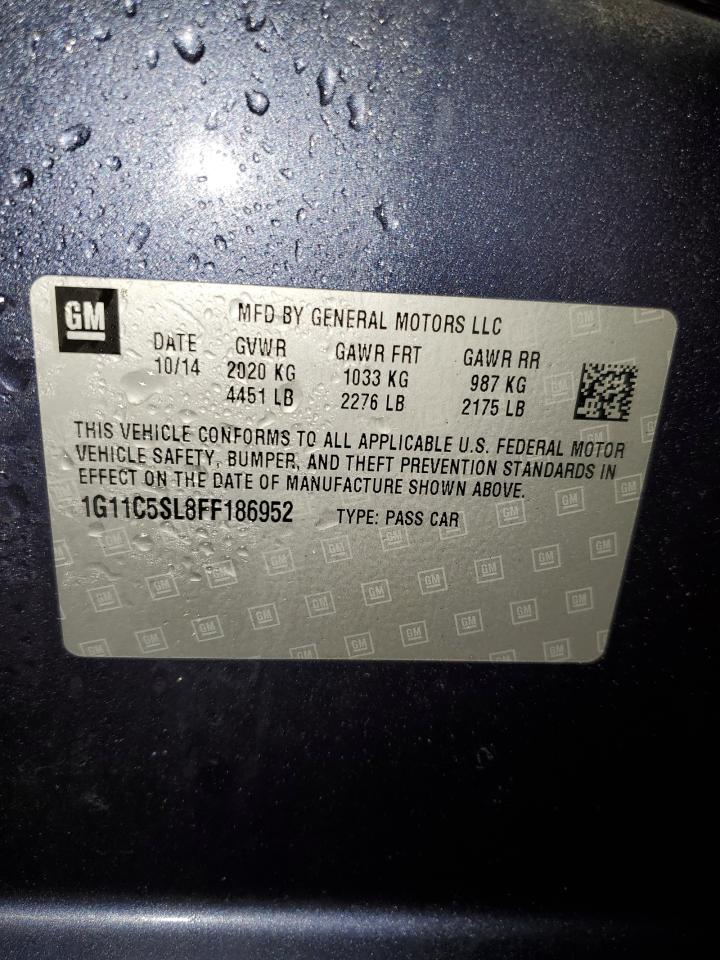 GM
MFD BY GENERAL MOTORS LLC
DATE GVWR GAWR FRT GAWR RR
10/14 2020 KG 1033 KG 987 KG
4451 LB 2276 LB 2175 LB
THIS VEHICLE CONFORMS TO ALL APPLICABLE U.S. FEDERAL MOTOR
VEHICLE SAFETY, BUMPER, AND THEFT PREVENTION STANDARDS IN
EFFECT ON THE DATE OF MANUFACTURE SHOWN ABOVE.
1G11C5SL8FF186952 TYPE: PASS CAR